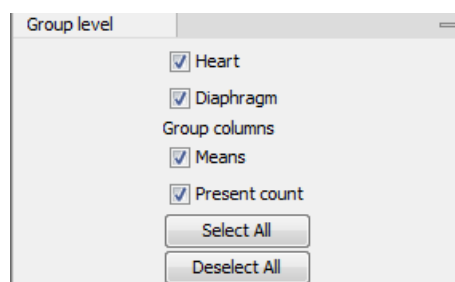 Group level
Heart
Diaphragm
Group columns
Means
Present count
Select All
Deselect All